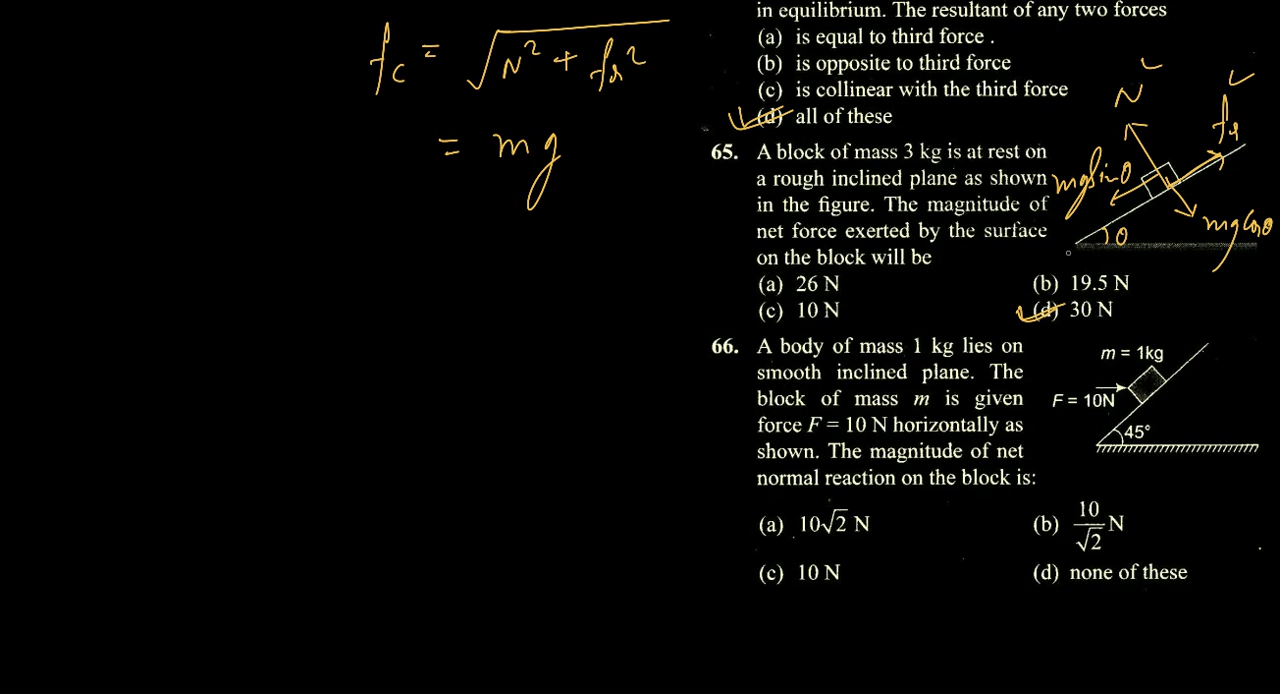 in equilibrium. The resultant of any two forces
(a) is equal to third force .
(b) is opposite to third force
(c) is collinear with the third force
(d) all of these
fc = √N² + fr²
= mg
65. A block of mass 3 kg is at rest on
a rough inclined plane as shown
in the figure. The magnitude of
net force exerted by the surface
on the block will be
(a) 26 N (b) 19.5 N
(c) 10 N (d) 30 N
N
fr
mg sinθ
mg cosθ
θ
66. A body of mass 1 kg lies on
smooth inclined plane. The
block of mass m is given
force F = 10 N horizontally as
shown. The magnitude of net
normal reaction on the block is:
m = 1kg
F = 10N
45°
(a) 10√2 N (b) 10/√2 N
(c) 10 N (d) none of these